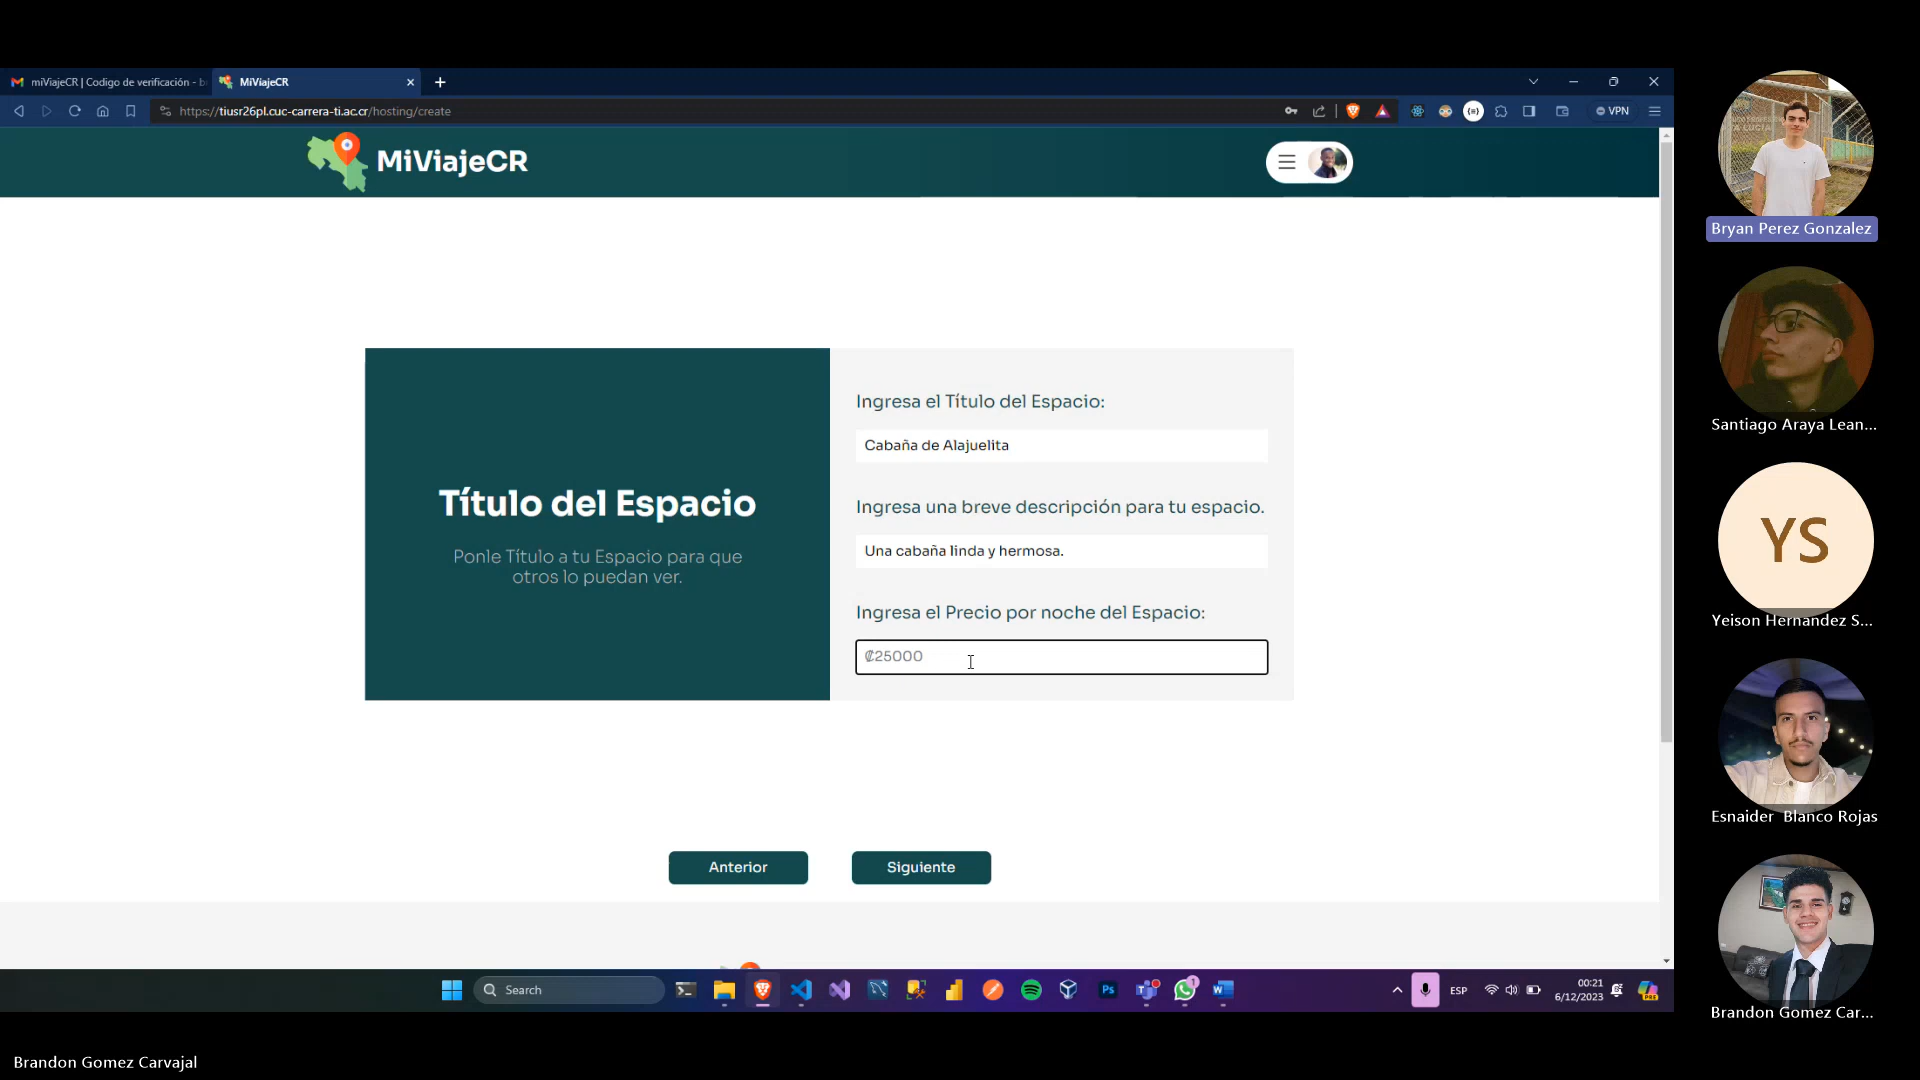 miViajeCR | Codigo de verificación - b
MiViajeCR
https://tiusr26pl.cuc-carrera-ti.ac.cr/hosting/create
VPN
MiViajeCR
Título del Espacio
Ponle Título a tu Espacio para que
otros lo puedan ver.
Ingresa el Título del Espacio:
Cabaña de Alajuelita
Ingresa una breve descripción para tu espacio.
Una cabaña linda y hermosa.
Ingresa el Precio por noche del Espacio:
₡25000
Anterior
Siguiente
Search
Ps
1
ESP
00:21
6/12/2023
PRE
Bryan Perez Gonzalez
Santiago Araya Lean...
YS
Yeison Hernandez S...
Esnaider Blanco Rojas
Brandon Gomez Car...
Brandon Gomez Carvajal